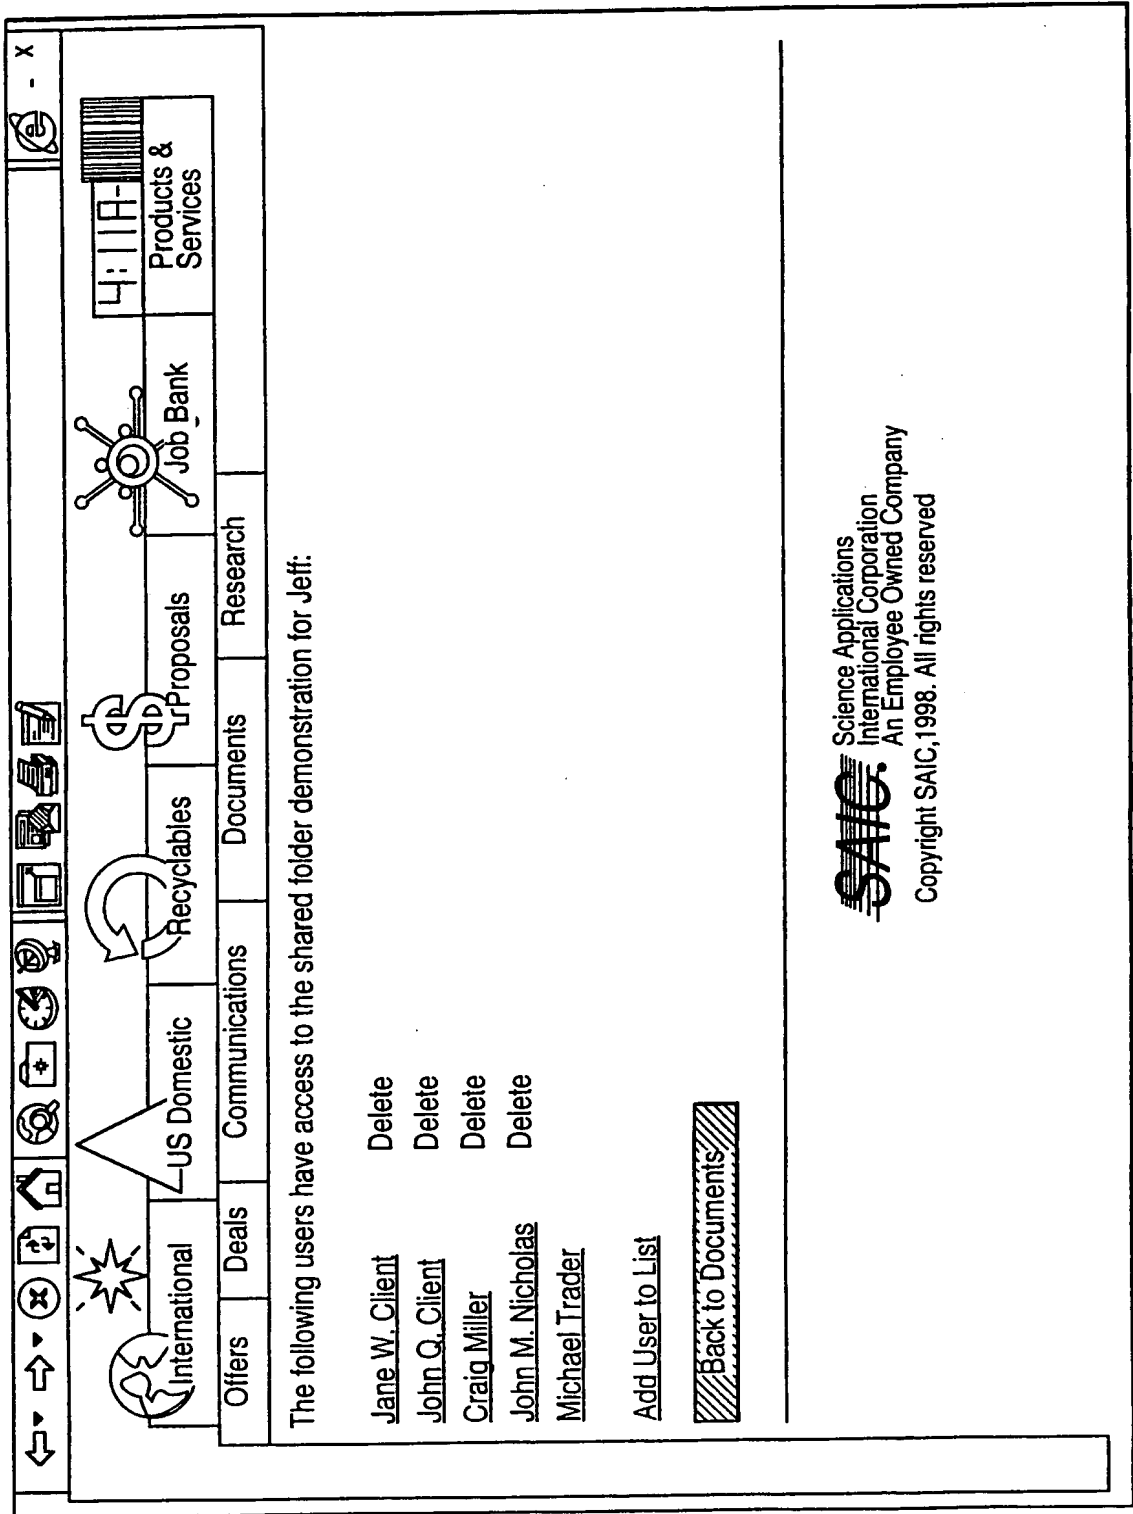 - x
4:11A-
International
US Domestic
Recyclables
Proposals
Job Bank
Products &
Services
Offers
Deals
Communications
Documents
Research
The following users have access to the shared folder demonstration for Jeff:
Jane W. Client Delete
John Q. Client Delete
Craig Miller Delete
John M. Nicholas Delete
Michael Trader
Add User to List
Back to Documents
SAIC. Science Applications
International Corporation
An Employee Owned Company
Copyright SAIC,1998. All rights reserved